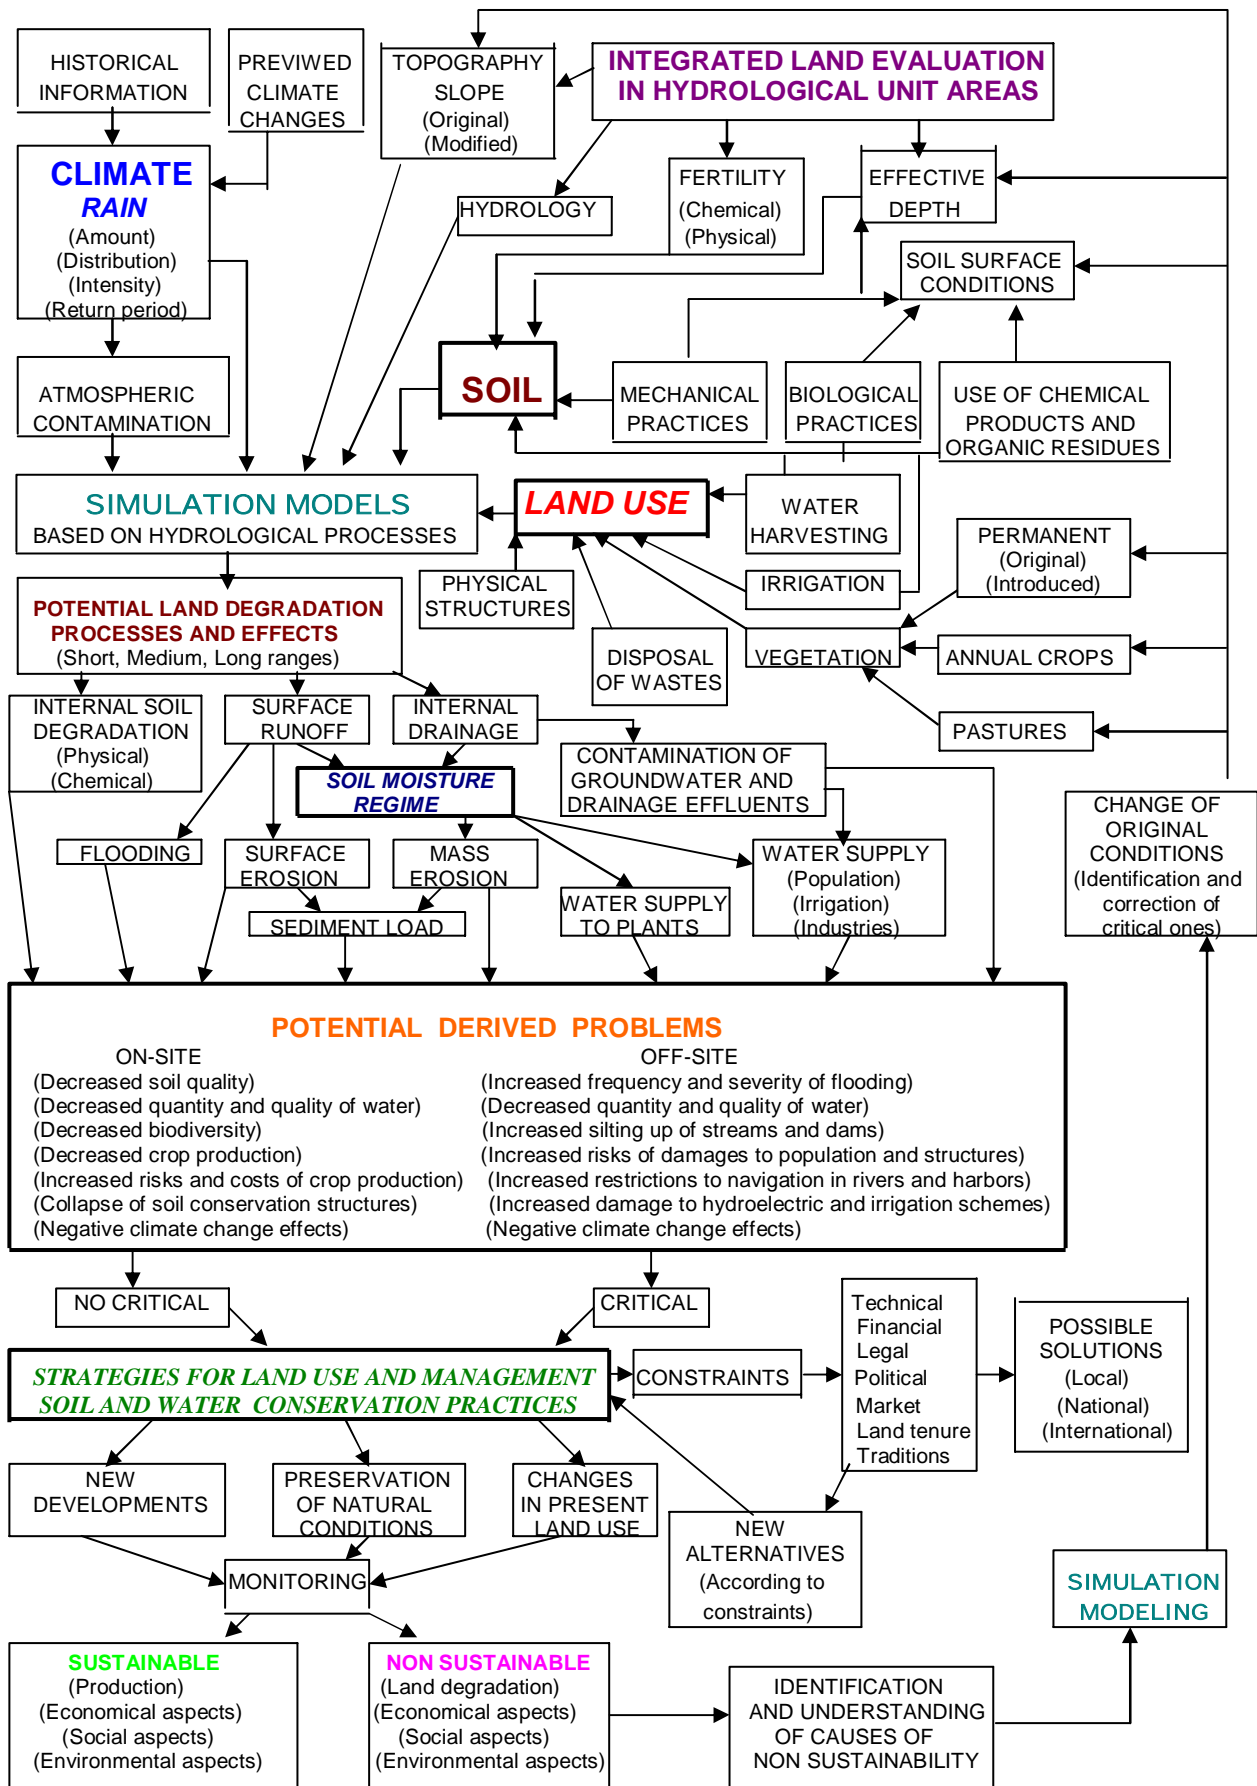 HISTORICAL
INFORMATION
PREVIWED
CLIMATE
CHANGES
TOPOGRAPHY
SLOPE
(Original)
(Modified)
INTEGRATED LAND EVALUATION
IN HYDROLOGICAL UNIT AREAS
CLIMATE
RAIN
(Amount)
(Distribution)
(Intensity)
(Return period)
HYDROLOGY
FERTILITY
(Chemical)
(Physical)
EFFECTIVE
DEPTH
SOIL SURFACE
CONDITIONS
ATMOSPHERIC
CONTAMINATION
SOIL
MECHANICAL
PRACTICES
BIOLOGICAL
PRACTICES
USE OF CHEMICAL
PRODUCTS AND
ORGANIC RESIDUES
SIMULATION MODELS
BASED ON HYDROLOGICAL PROCESSES
LAND USE
WATER
HARVESTING
PERMANENT
(Original)
(Introduced)
PHYSICAL
STRUCTURES
IRRIGATION
POTENTIAL LAND DEGRADATION
PROCESSES AND EFFECTS
(Short, Medium, Long ranges)
DISPOSAL
OF WASTES
VEGETATION
ANNUAL CROPS
PASTURES
INTERNAL SOIL
DEGRADATION
(Physical)
(Chemical)
SURFACE
RUNOFF
INTERNAL
DRAINAGE
SOIL MOISTURE
REGIME
CONTAMINATION OF
GROUNDWATER AND
DRAINAGE EFFLUENTS
CHANGE OF
ORIGINAL
CONDITIONS
(Identification and
correction of
critical ones)
FLOODING
SURFACE
EROSION
MASS
EROSION
SEDIMENT LOAD
WATER SUPPLY
TO PLANTS
WATER SUPPLY
(Population)
(Irrigation)
(Industries)
POTENTIAL DERIVED PROBLEMS
ON-SITE
(Decreased soil quality)
(Decreased quantity and quality of water)
(Decreased biodiversity)
(Decreased crop production)
(Increased risks and costs of crop production)
(Collapse of soil conservation structures)
(Negative climate change effects)
OFF-SITE
(Increased frequency and severity of flooding)
(Decreased quantity and quality of water)
(Increased silting up of streams and dams)
(Increased risks of damages to population and structures)
(Increased restrictions to navigation in rivers and harbors)
(Increased damage to hydroelectric and irrigation schemes)
(Negative climate change effects)
NO CRITICAL
CRITICAL
STRATEGIES FOR LAND USE AND MANAGEMENT
SOIL AND WATER CONSERVATION PRACTICES
CONSTRAINTS
Technical
Financial
Legal
Political
Market
Land tenure
Traditions
POSSIBLE
SOLUTIONS
(Local)
(National)
(International)
NEW
DEVELOPMENTS
PRESERVATION
OF NATURAL
CONDITIONS
CHANGES
IN PRESENT
LAND USE
NEW
ALTERNATIVES
(According to
constraints)
MONITORING
SIMULATION
MODELING
SUSTAINABLE
(Production)
(Economical aspects)
(Social aspects)
(Environmental aspects)
NON SUSTAINABLE
(Land degradation)
(Economical aspects)
(Social aspects)
(Environmental aspects)
IDENTIFICATION
AND UNDERSTANDING
OF CAUSES OF
NON SUSTAINABILITY